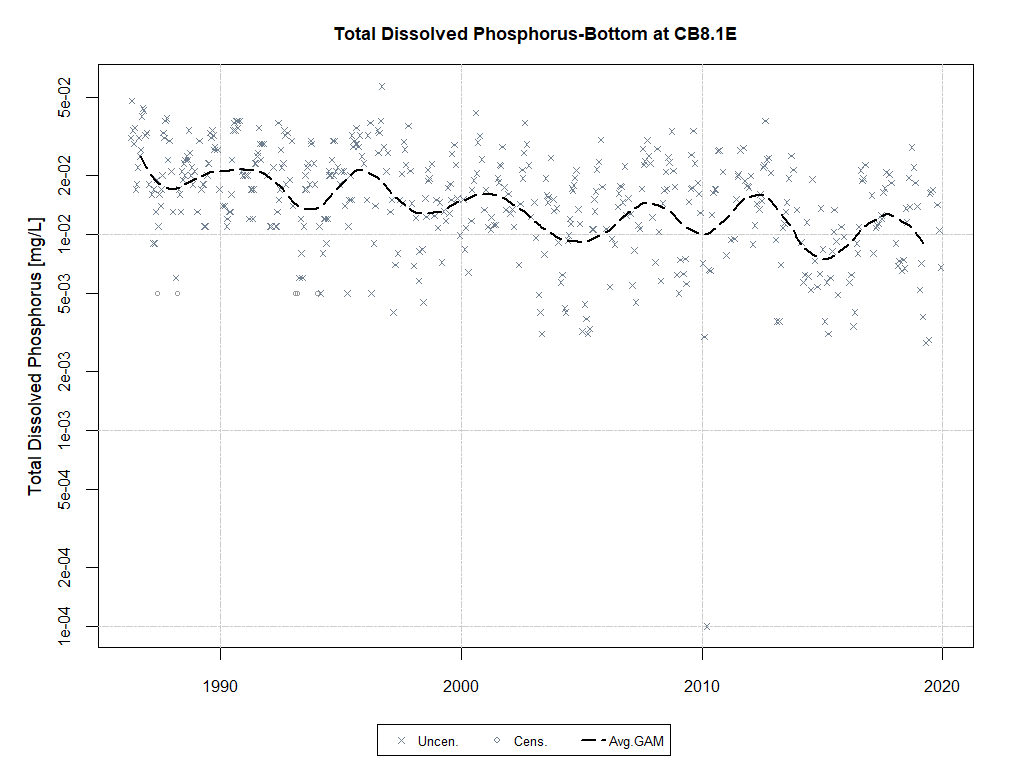 Total Dissolved Phosphorus-Bottom at CB8.1E
Total Dissolved Phosphorus [mg/L]
5e-02
2e-02
1e-02
5e-03
2e-03
1e-03
5e-04
2e-04
1e-04
1990 2000 2010 2020
Uncen. Cens. Avg.GAM